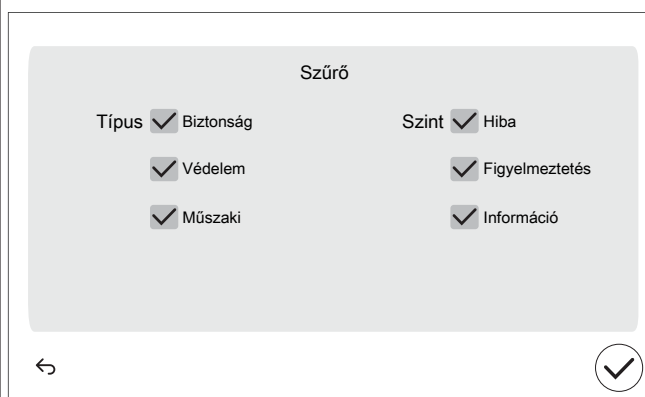 Szűrő
Típus Biztonság
Védelem
Műszaki
Szint Hiba
Figyelmeztetés
Információ